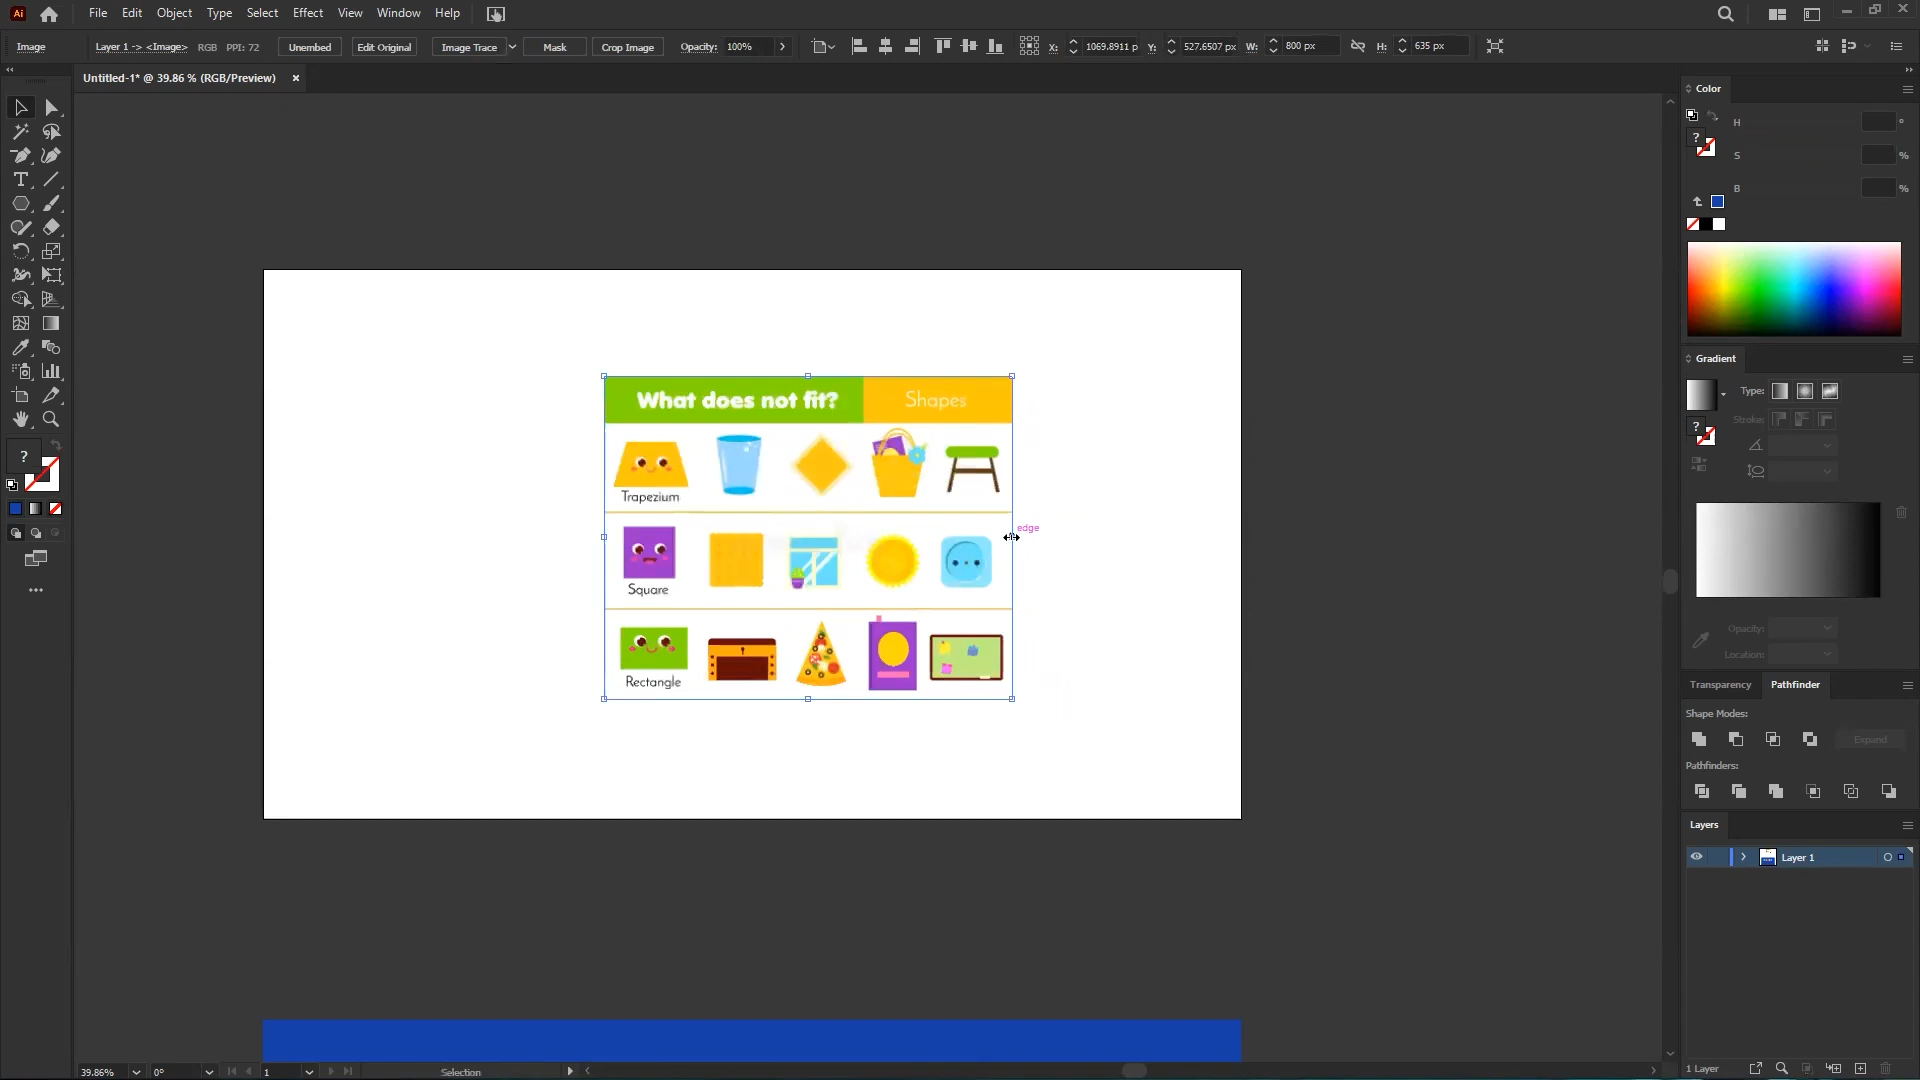 Ai File Edit Object Type Select Effect View Window Help
Image Layer 1 -> <Image> RGB PPI: 72 Unembed Edit Original Image Trace Mask Crop Image Opacity: 100% X: 1069.8911 p Y: 527.6507 px W: 800 px H: 635 px
Untitled-1* @ 39.86 % (RGB/Preview) ×
Color
H °
S %
B %
?
Gradient
Type:
Stroke:
Opacity:
Location:
Transparency Pathfinder
Shape Modes:
Expand
Pathfinders:
Layers
Layer 1
1 Layer
What does not fit? Shapes
Trapezium
edge
Square
Rectangle
39.86% 0° 1 Selection